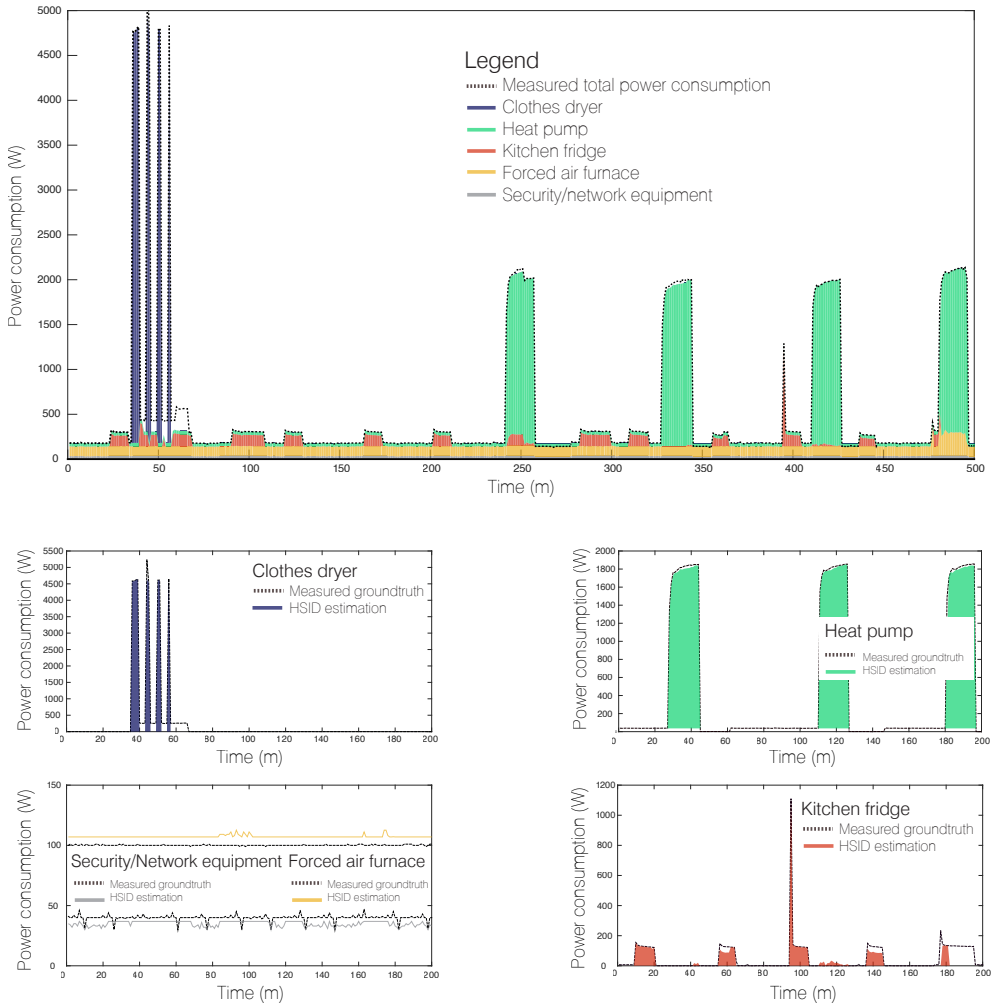 5000
4500
4000
3500
3000
2500
2000
1500
1000
500
0
Power consumption (W)
Legend
Measured total power consumption
Clothes dryer
Heat pump
Kitchen fridge
Forced air furnace
Security/network equipment
0 50 100 150 200 250 300 350 400 450 500
Time (m)
5500
5000
4500
4000
3500
3000
2500
2000
1500
1000
500
0
Power consumption (W)
Clothes dryer
Measured groundtruth
HSID estimation
0 20 40 60 80 100 120 140 160 180 200
Time (m)
2000
1800
1600
1400
1200
1000
800
600
400
200
Power consumption (W)
Heat pump
Measured groundtruth
HSID estimation
0 20 40 60 80 100 120 140 160 180 200
Time (m)
150
100
50
0
Power consumption (W)
Security/Network equipment Forced air furnace
Measured groundtruth Measured groundtruth
HSID estimation HSID estimation
0 20 40 60 80 100 120 140 160 180 200
Time (m)
1200
1000
800
600
400
200
0
Power consumption (W)
Kitchen fridge
Measured groundtruth
HSID estimation
0 20 40 60 80 100 120 140 160 180 200
Time (m)